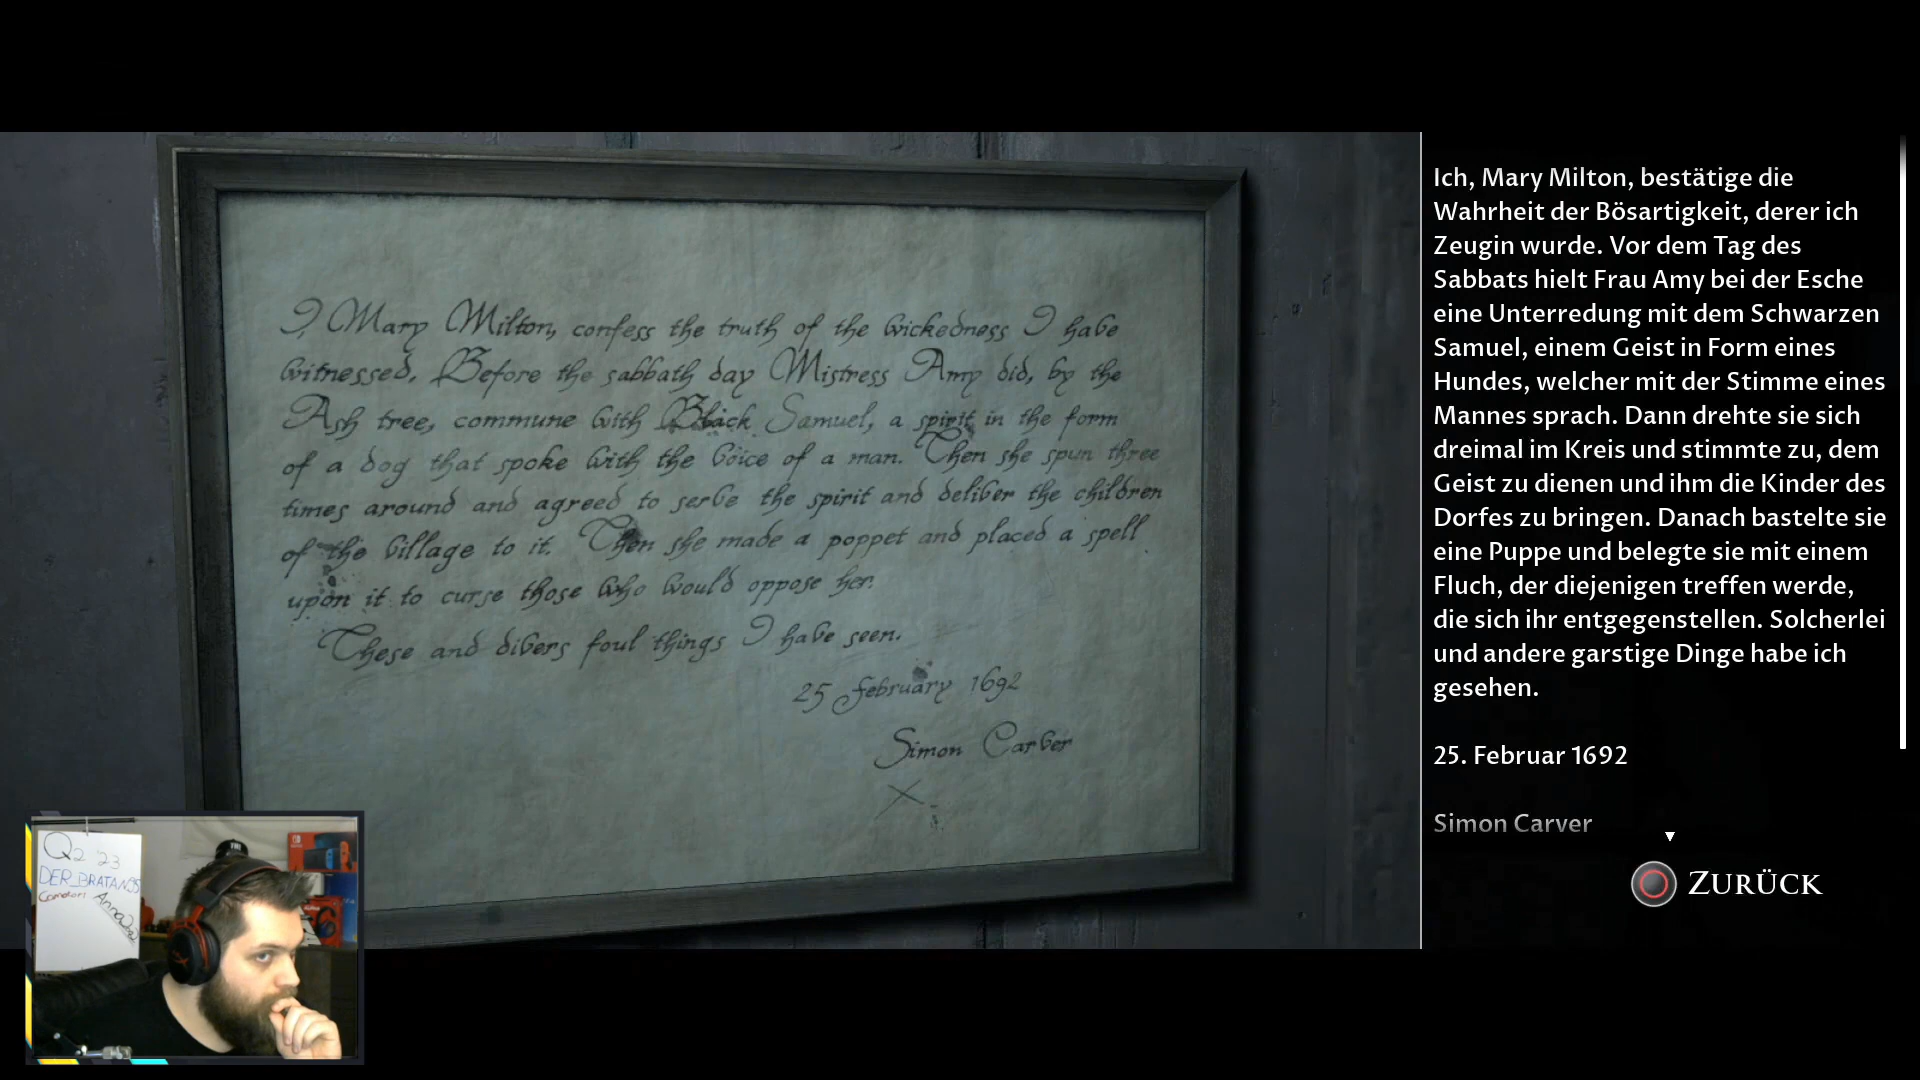 I, Mary Milton, confess the truth of the wickedness I have
witnessed. Before the sabbath day Mistress Amy did, by the
Ash tree, commune with Black Samuel, a spirit in the form
of a dog that spoke with the voice of a man. Then she spun three
times around and agreed to serve the spirit and deliver the children
of the village to it. Then she made a poppet and placed a spell
upon it to curse those who would oppose her.
These and divers foul things I have seen.
25 february 1692
Simon Carver
X
Ich, Mary Milton, bestätige die
Wahrheit der Bösartigkeit, derer ich
Zeugin wurde. Vor dem Tag des
Sabbats hielt Frau Amy bei der Esche
eine Unterredung mit dem Schwarzen
Samuel, einem Geist in Form eines
Hundes, welcher mit der Stimme eines
Mannes sprach. Dann drehte sie sich
dreimal im Kreis und stimmte zu, dem
Geist zu dienen und ihm die Kinder des
Dorfes zu bringen. Danach bastelte sie
eine Puppe und belegte sie mit einem
Fluch, der diejenigen treffen werde,
die sich ihr entgegenstellen. Solcherlei
und andere garstige Dinge habe ich
gesehen.
25. Februar 1692
Simon Carver
ZURÜCK
Q2 '23
DER_BRATAN95